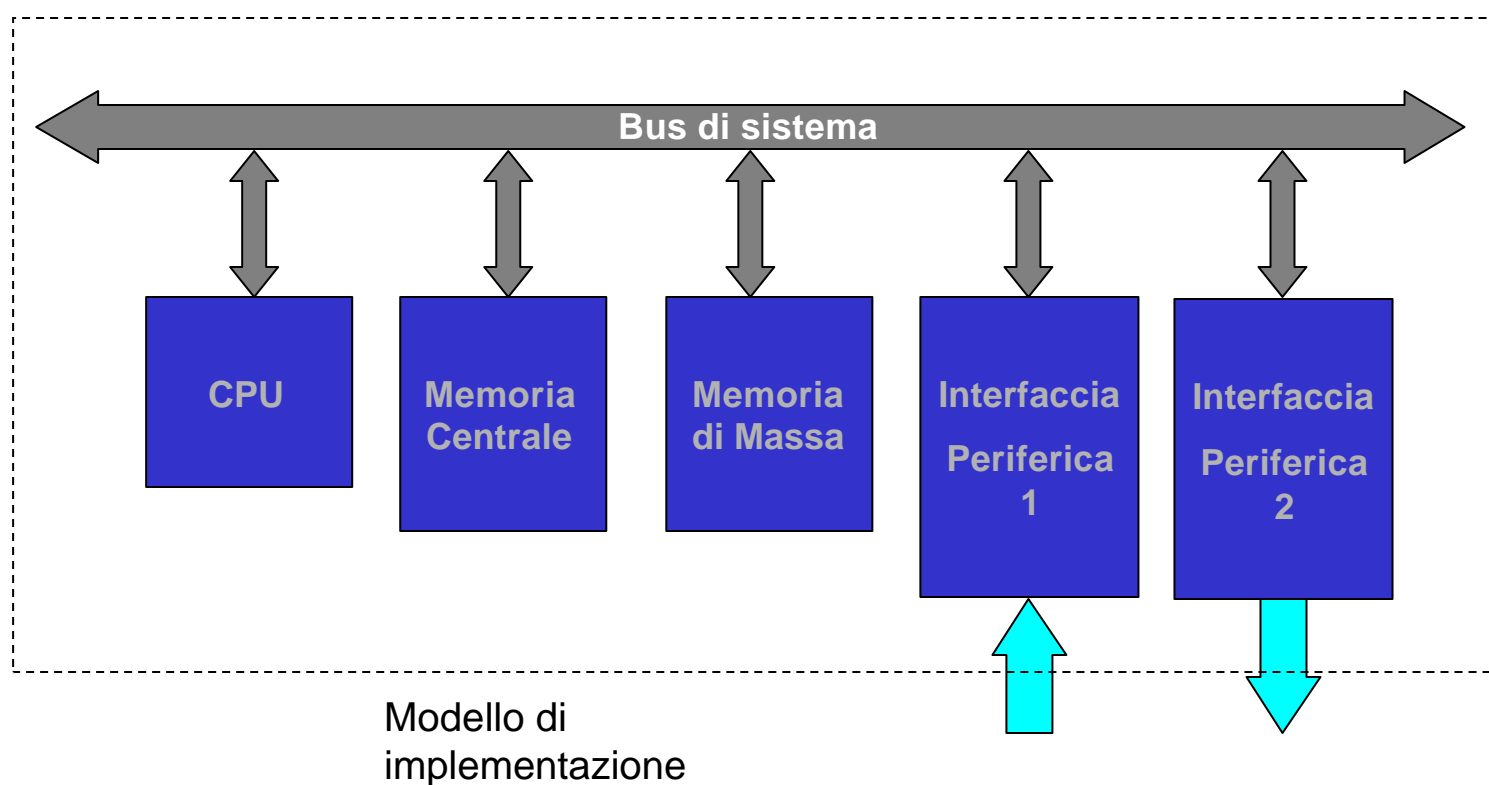 Bus di sistema
CPU
Memoria
Centrale
Memoria
di Massa
Interfaccia
Periferica
1
Interfaccia
Periferica
2
Modello di
implementazione